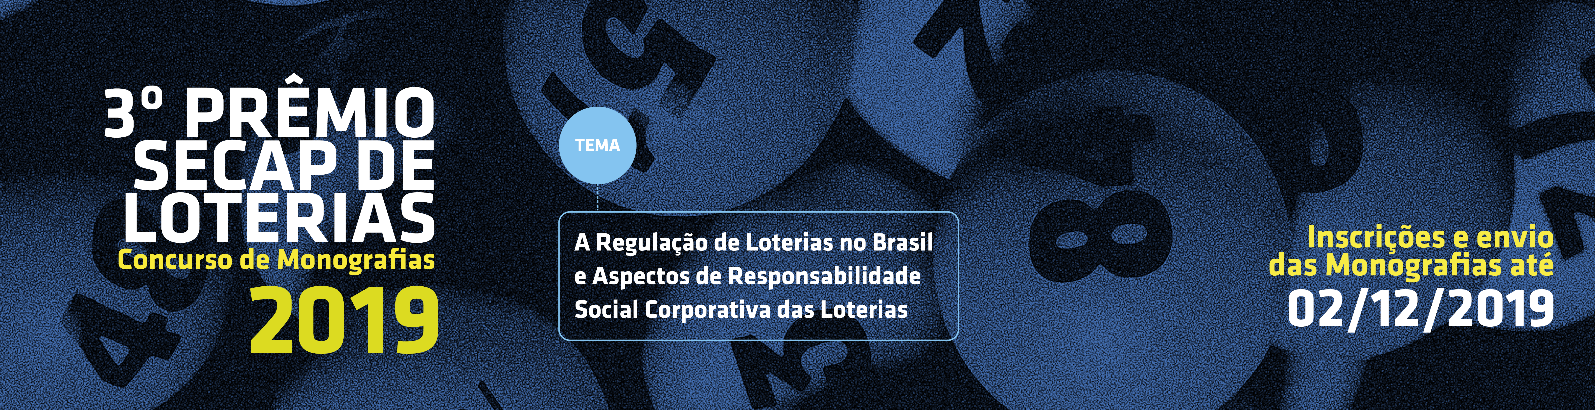 3º PRÊMIO
SECAP DE
LOTERIAS
Concurso de Monografias
2019
TEMA
A Regulação de Loterias no Brasil
e Aspectos de Responsabilidade
Social Corporativa das Loterias
Inscrições e envio
das Monografias até
02/12/2019